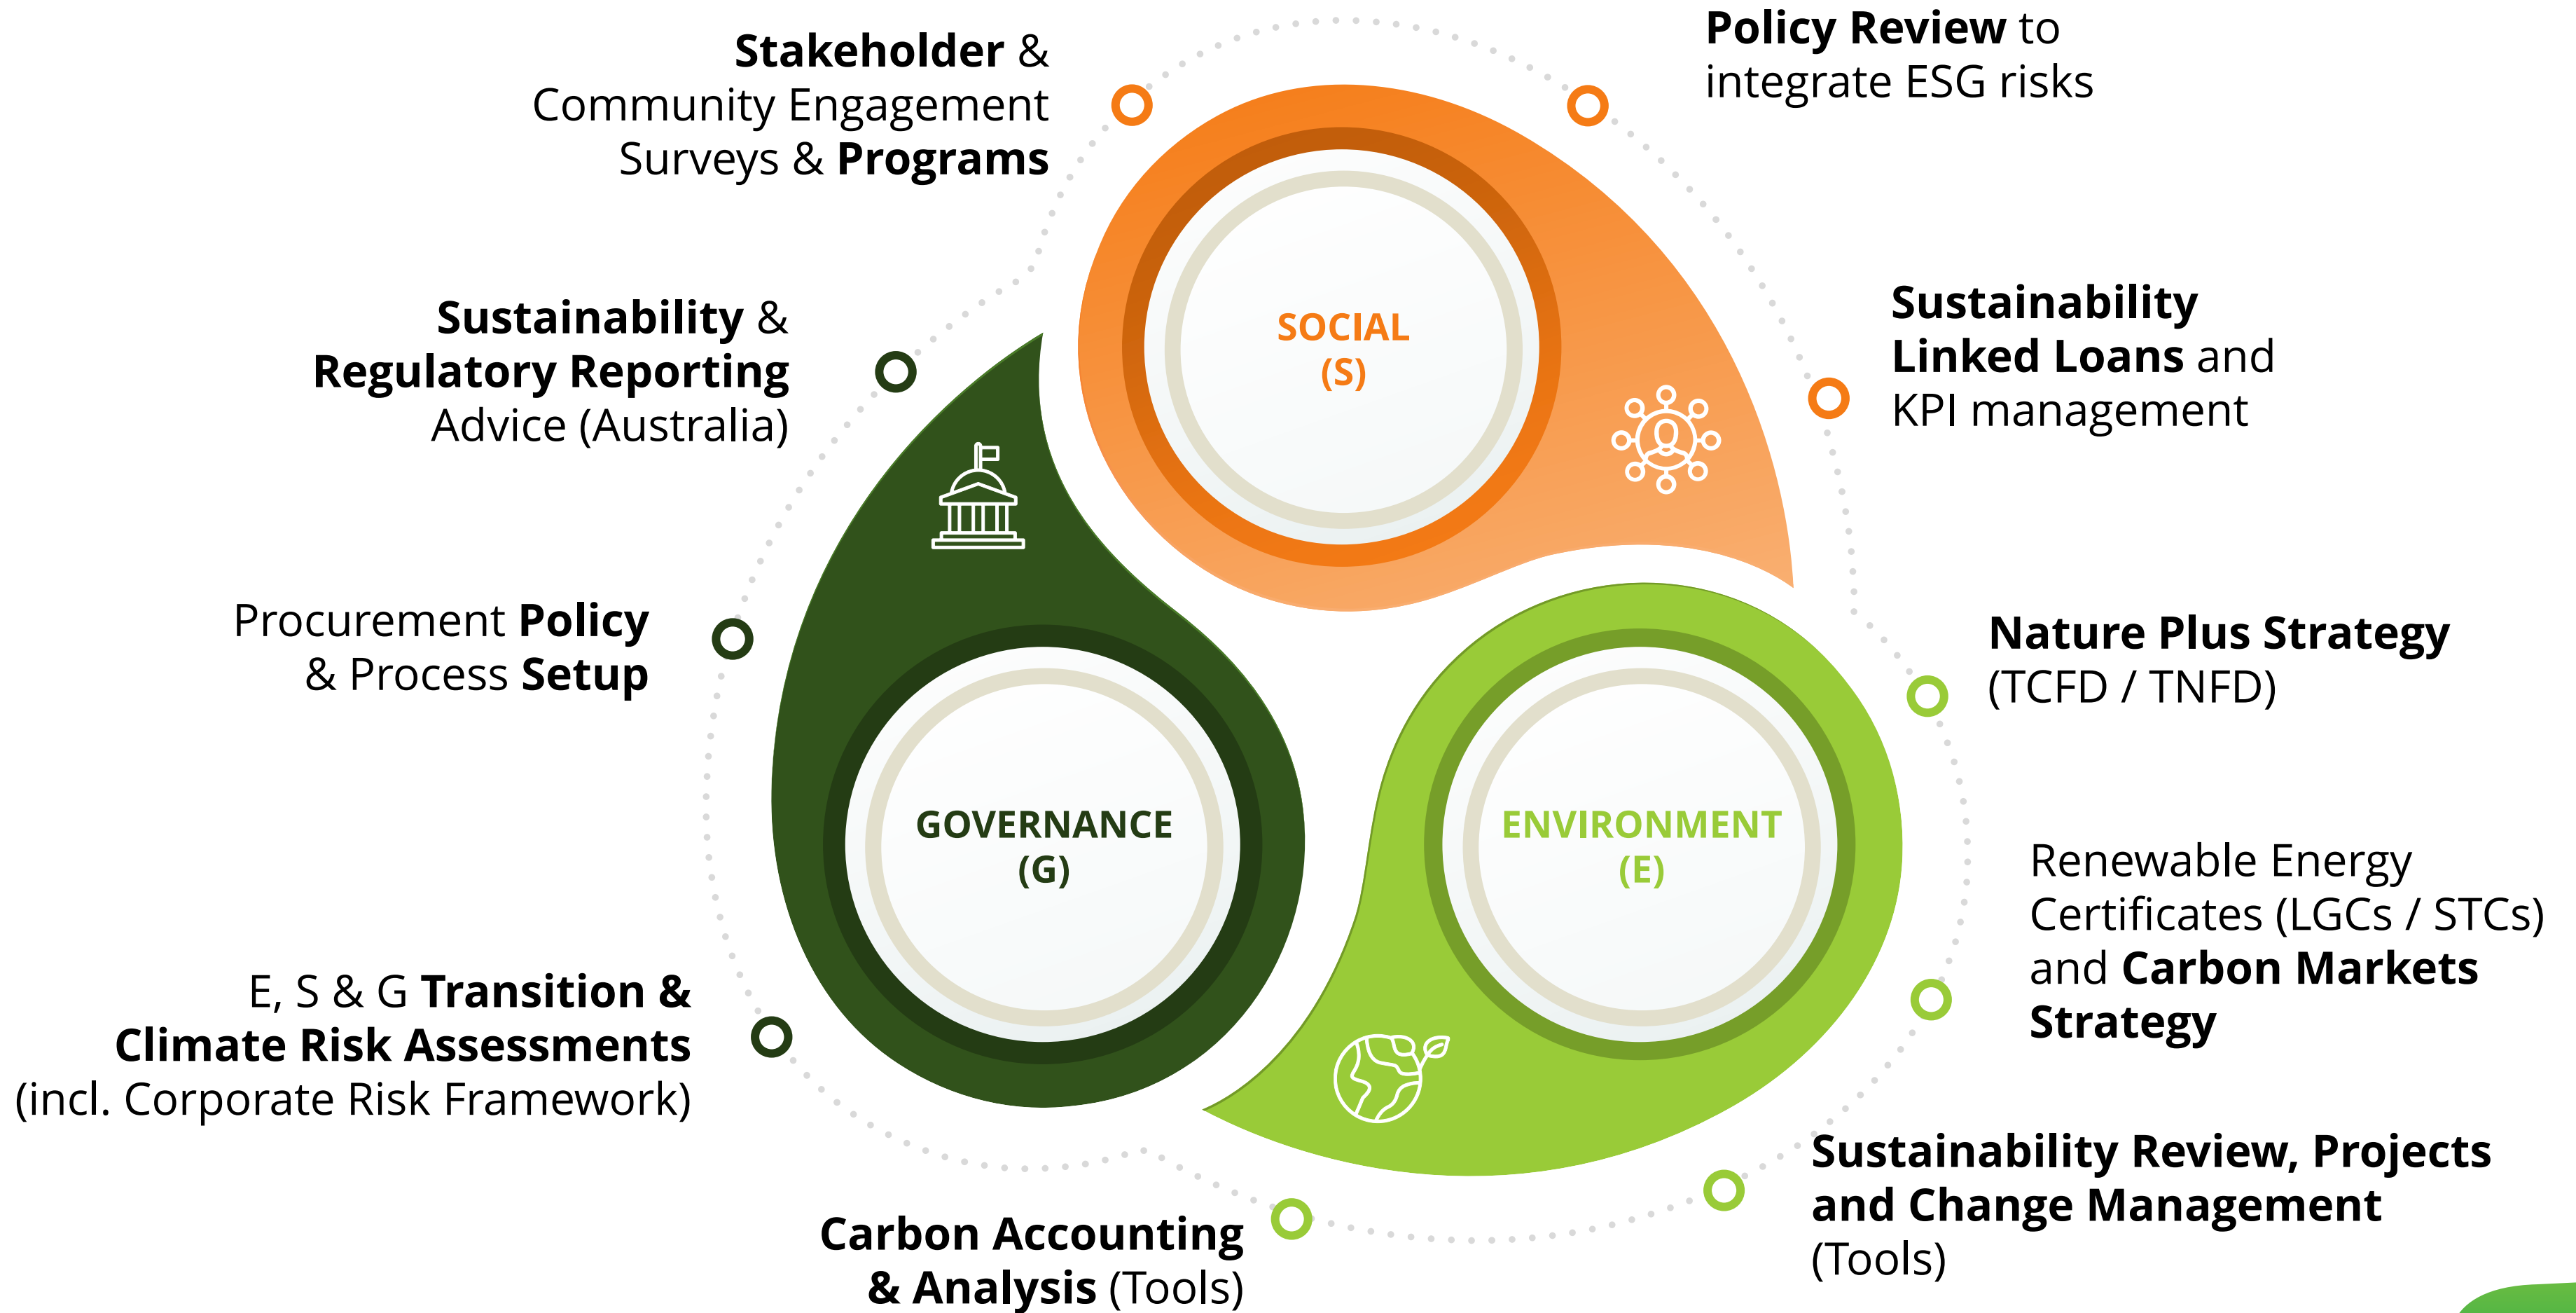 Stakeholder &
Community Engagement
Surveys & Programs
Policy Review to
integrate ESG risks
Sustainability &
Regulatory Reporting
Advice (Australia)
SOCIAL
(S)
Sustainability
Linked Loans and
KPI management
Procurement Policy
& Process Setup
Nature Plus Strategy
(TCFD / TNFD)
GOVERNANCE
(G)
ENVIRONMENT
(E)
Renewable Energy
Certificates (LGCs / STCs)
and Carbon Markets
Strategy
E, S & G Transition &
Climate Risk Assessments
(incl. Corporate Risk Framework)
Sustainability Review, Projects
and Change Management
(Tools)
Carbon Accounting
& Analysis (Tools)